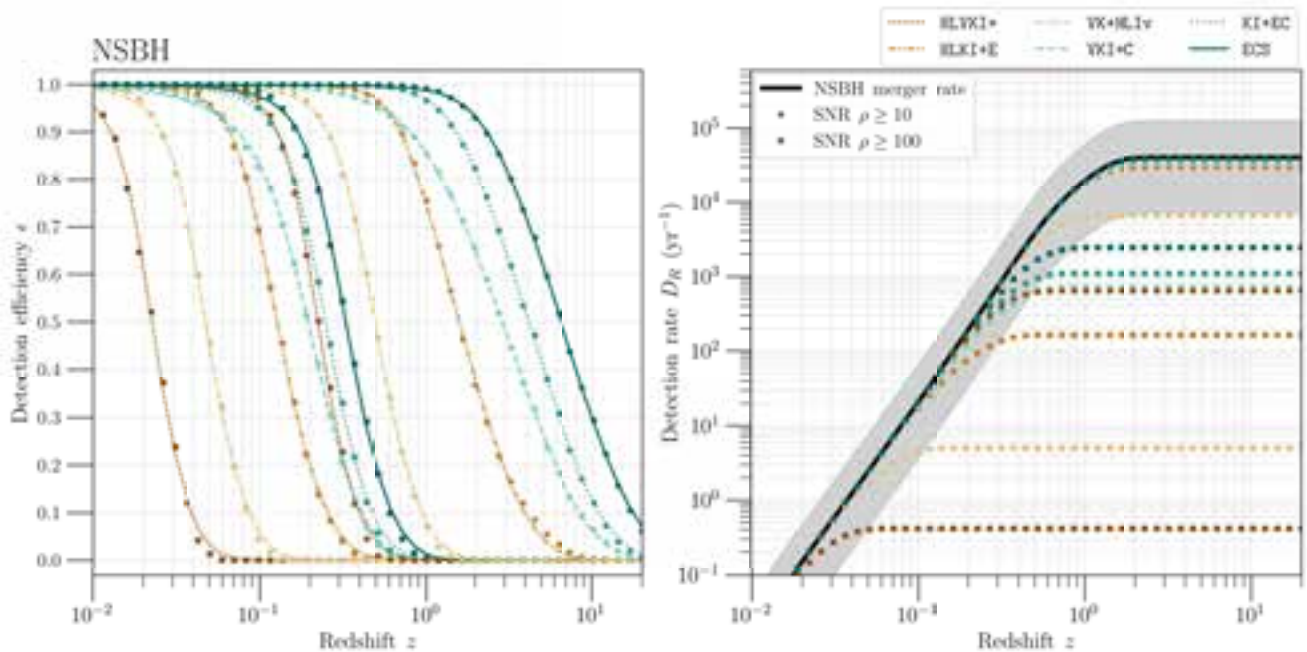 NSBH
HLVKI+
VK+HLIv
KI+EC
HLKI+E
VKI+C
ECS
1.0
0.9
0.8
0.7
0.6
0.5
0.4
0.3
0.2
0.1
0.0
Detection efficiency ϵ
10⁻²
10⁻¹
10⁰
10¹
Redshift z
NSBH merger rate
SNR ρ ≥ 10
SNR ρ ≥ 100
10⁵
10⁴
10³
10²
10¹
10⁰
10⁻¹
Detection rate D_R (yr⁻¹)
10⁻²
10⁻¹
10⁰
10¹
Redshift z